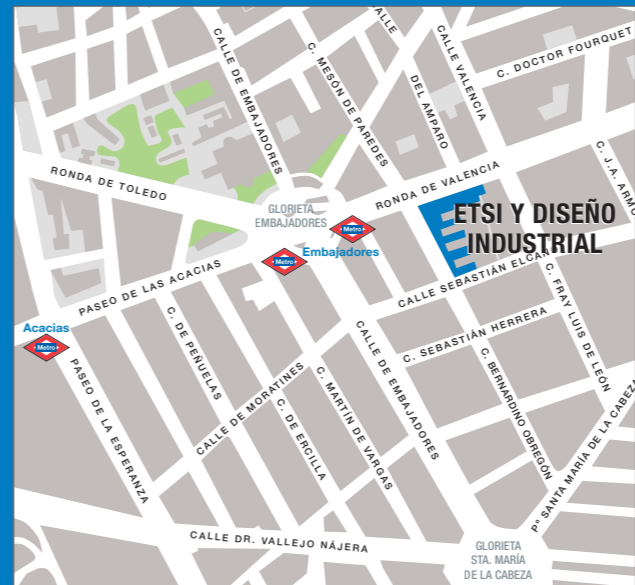 CALLE DE EMBAJADORES
C. MESÓN DE PAREDES
CALLE
DEL AMPARO
CALLE VALENCIA
C. DOCTOR FOURQUET
RONDA DE TOLEDO
GLORIETA
EMBAJADORES
RONDA DE VALENCIA
C. J.A. ARMO
Metro
Embajadores
Metro
ETSI Y DISEÑO
INDUSTRIAL
PASEO DE LAS ACACIAS
CALLE SEBASTIÁN ELCAN
Acacias
Metro
C. DE PEÑUELAS
C. SEBASTIÁN HERRERA
C. FRAY LUIS DE LEÓN
PASEO DE LA ESPERANZA
CALLE DE MORATINES
C. DE ERCILLA
C. MARTÍN DE VARGAS
CALLE DE EMBAJADORES
C. BERNARDINO OBREGÓN
Pº SANTA MARÍA DE LA CABEZA
CALLE DR. VALLEJO NÁJERA
GLORIETA
STA. MARÍA
DE LA CABEZA